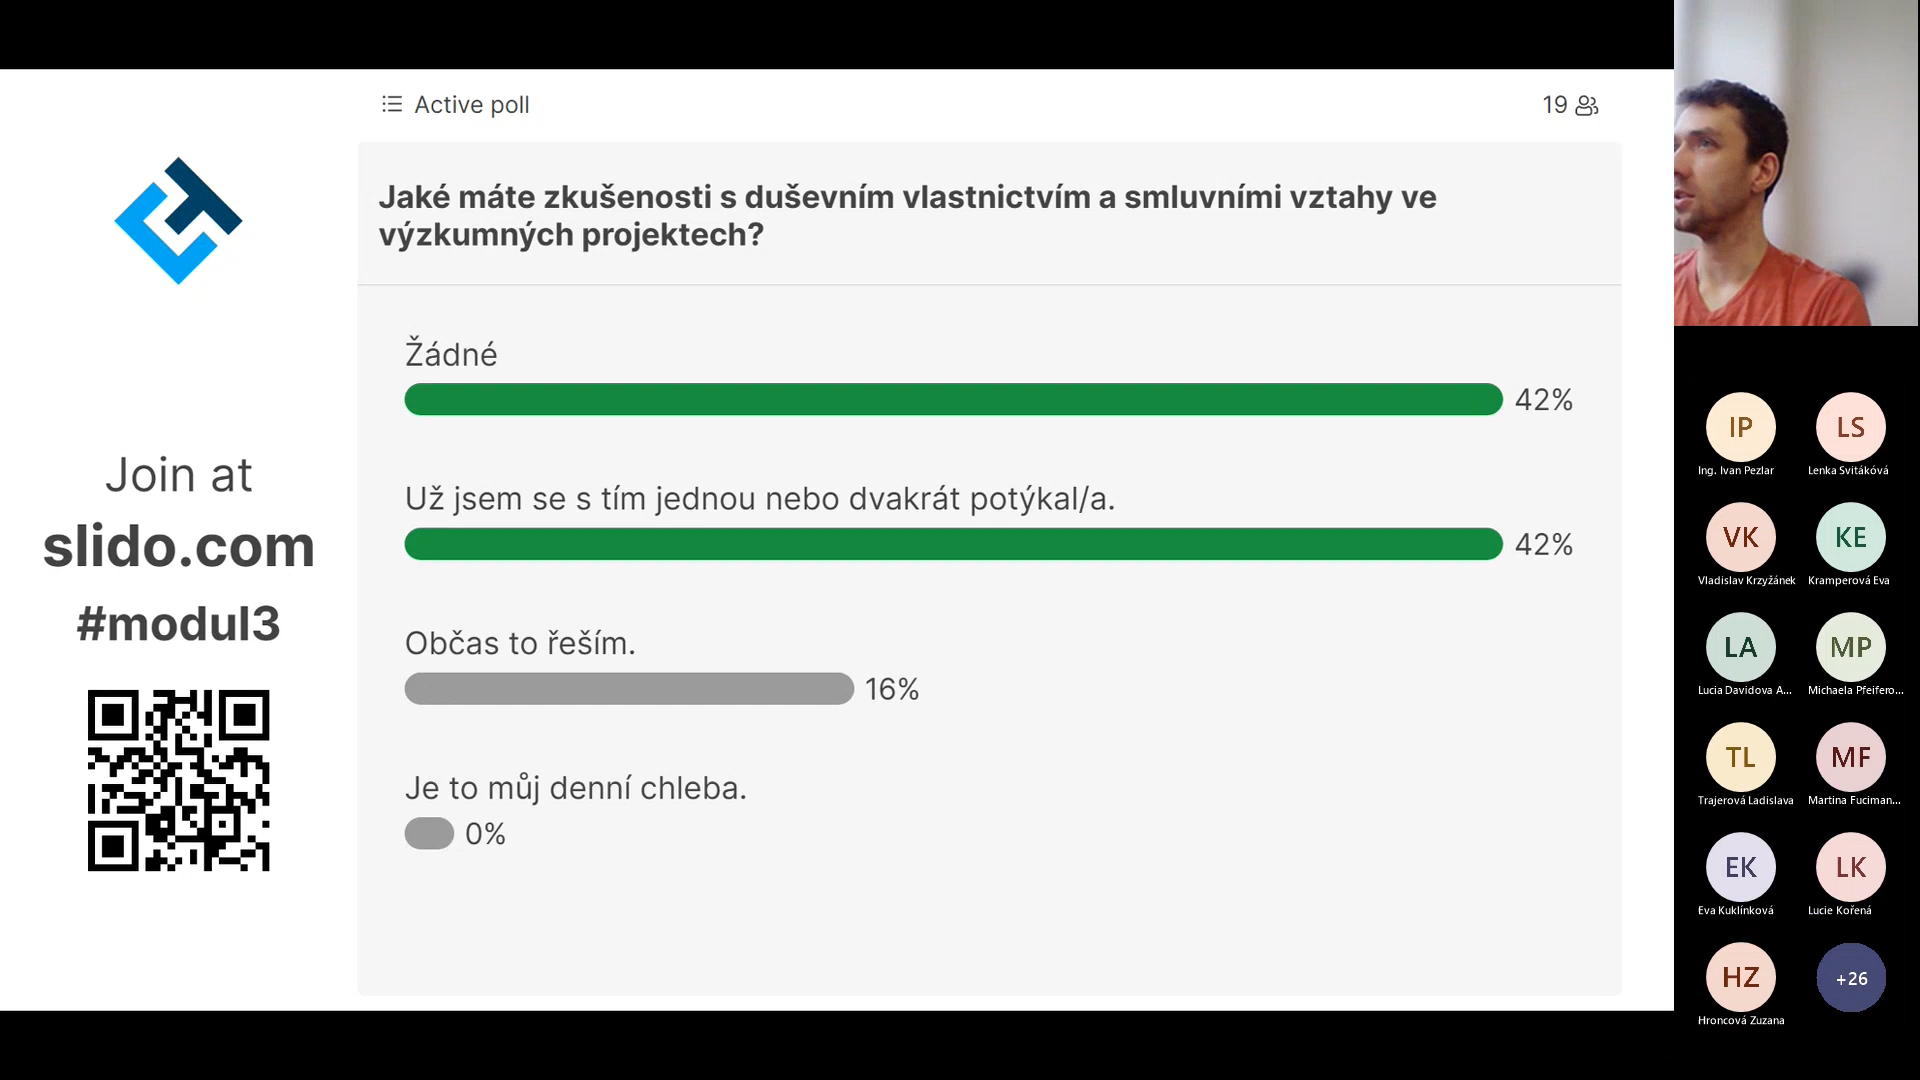 Active poll
19
Jaké máte zkušenosti s duševním vlastnictvím a smluvními vztahy ve
výzkumných projektech?
Žádné
42%
Už jsem se s tím jednou nebo dvakrát potýkal/a.
42%
Občas to řeším.
16%
Je to můj denní chleba.
0%
Join at
slido.com
#modul3
IP
Ing. Ivan Pezlar
LS
Lenka Svitáková
VK
Vladislav Krzyžánek
KE
Kramperová Eva
LA
Lucia Davidova A...
MP
Michaela Pfeifero...
TL
Trajerová Ladislava
MF
Martina Fuciman...
EK
Eva Kuklínková
LK
Lucie Kořená
HZ
Hroncová Zuzana
+26